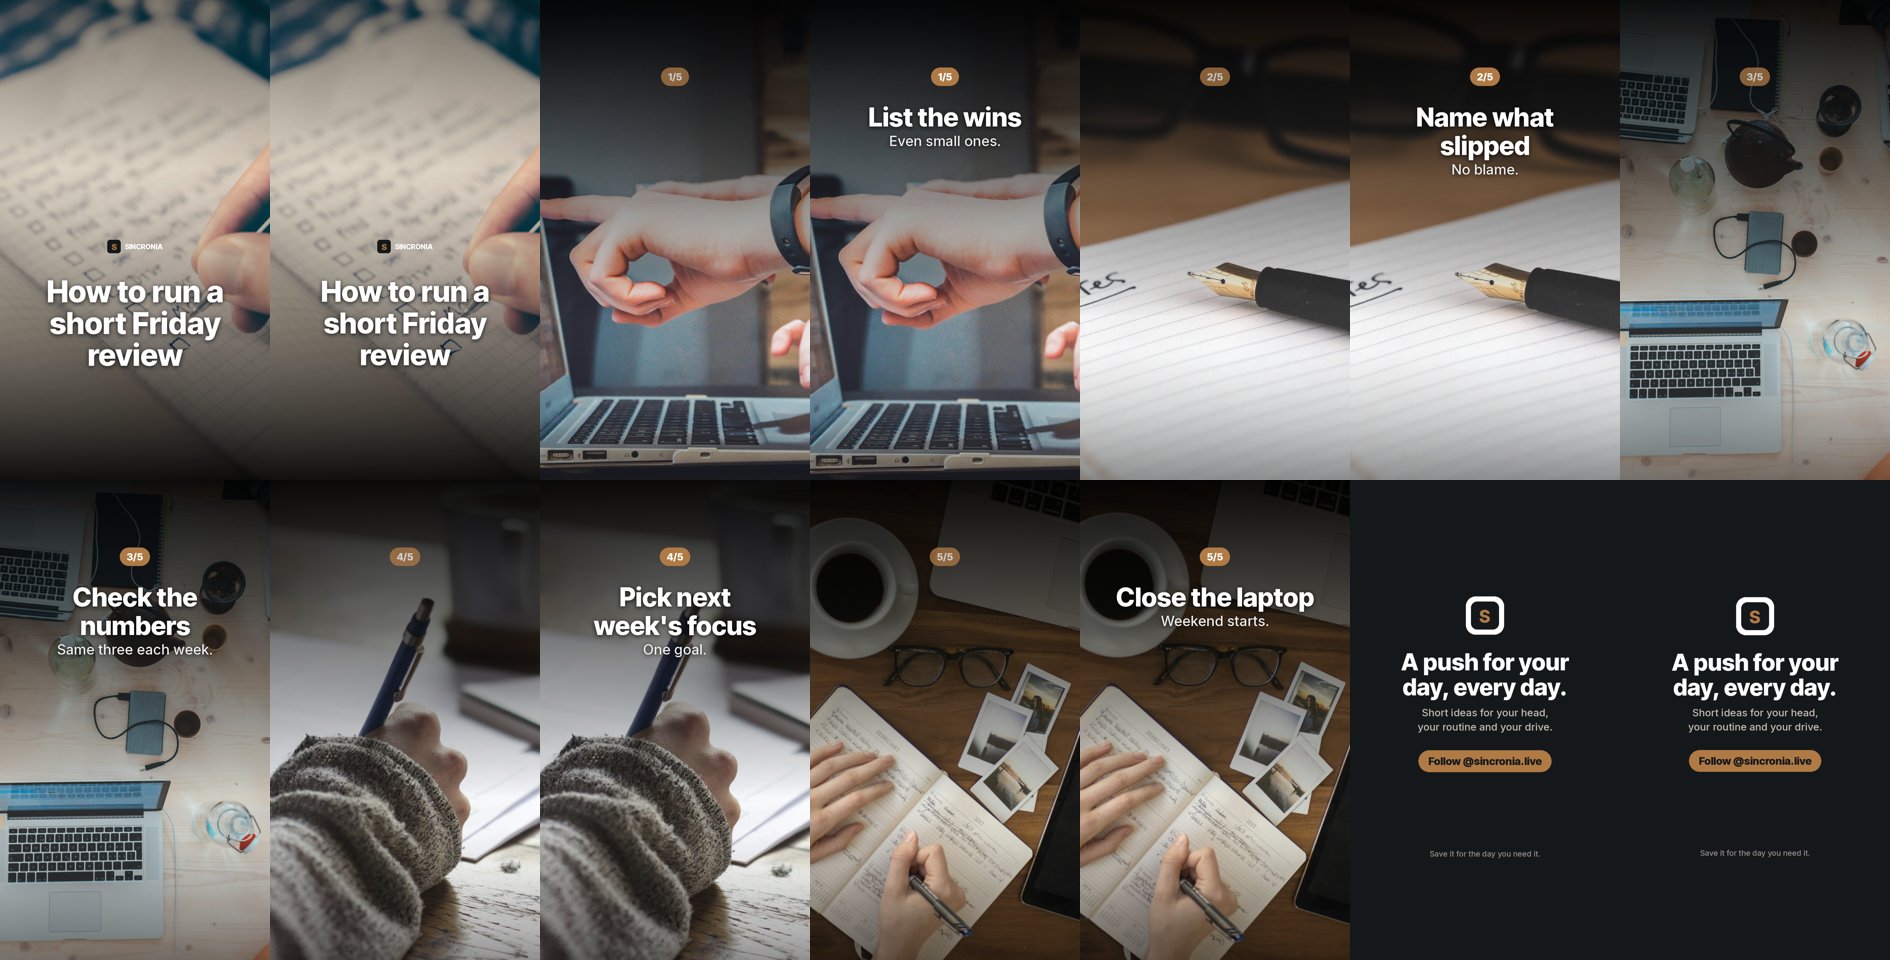 S SINCRONIA
How to run a
short Friday
review
S SINCRONIA
How to run a
short Friday
review
1/5
1/5
List the wins
Even small ones.
2/5
2/5
Name what
slipped
No blame.
3/5
3/5
Check the
numbers
Same three each week.
4/5
4/5
Pick next
week's focus
One goal.
5/5
5/5
Close the laptop
Weekend starts.
S
A push for your
day, every day.
Short ideas for your head,
your routine and your drive.
Follow @sincronia.live
Save it for the day you need it.
S
A push for your
day, every day.
Short ideas for your head,
your routine and your drive.
Follow @sincronia.live
Save it for the day you need it.